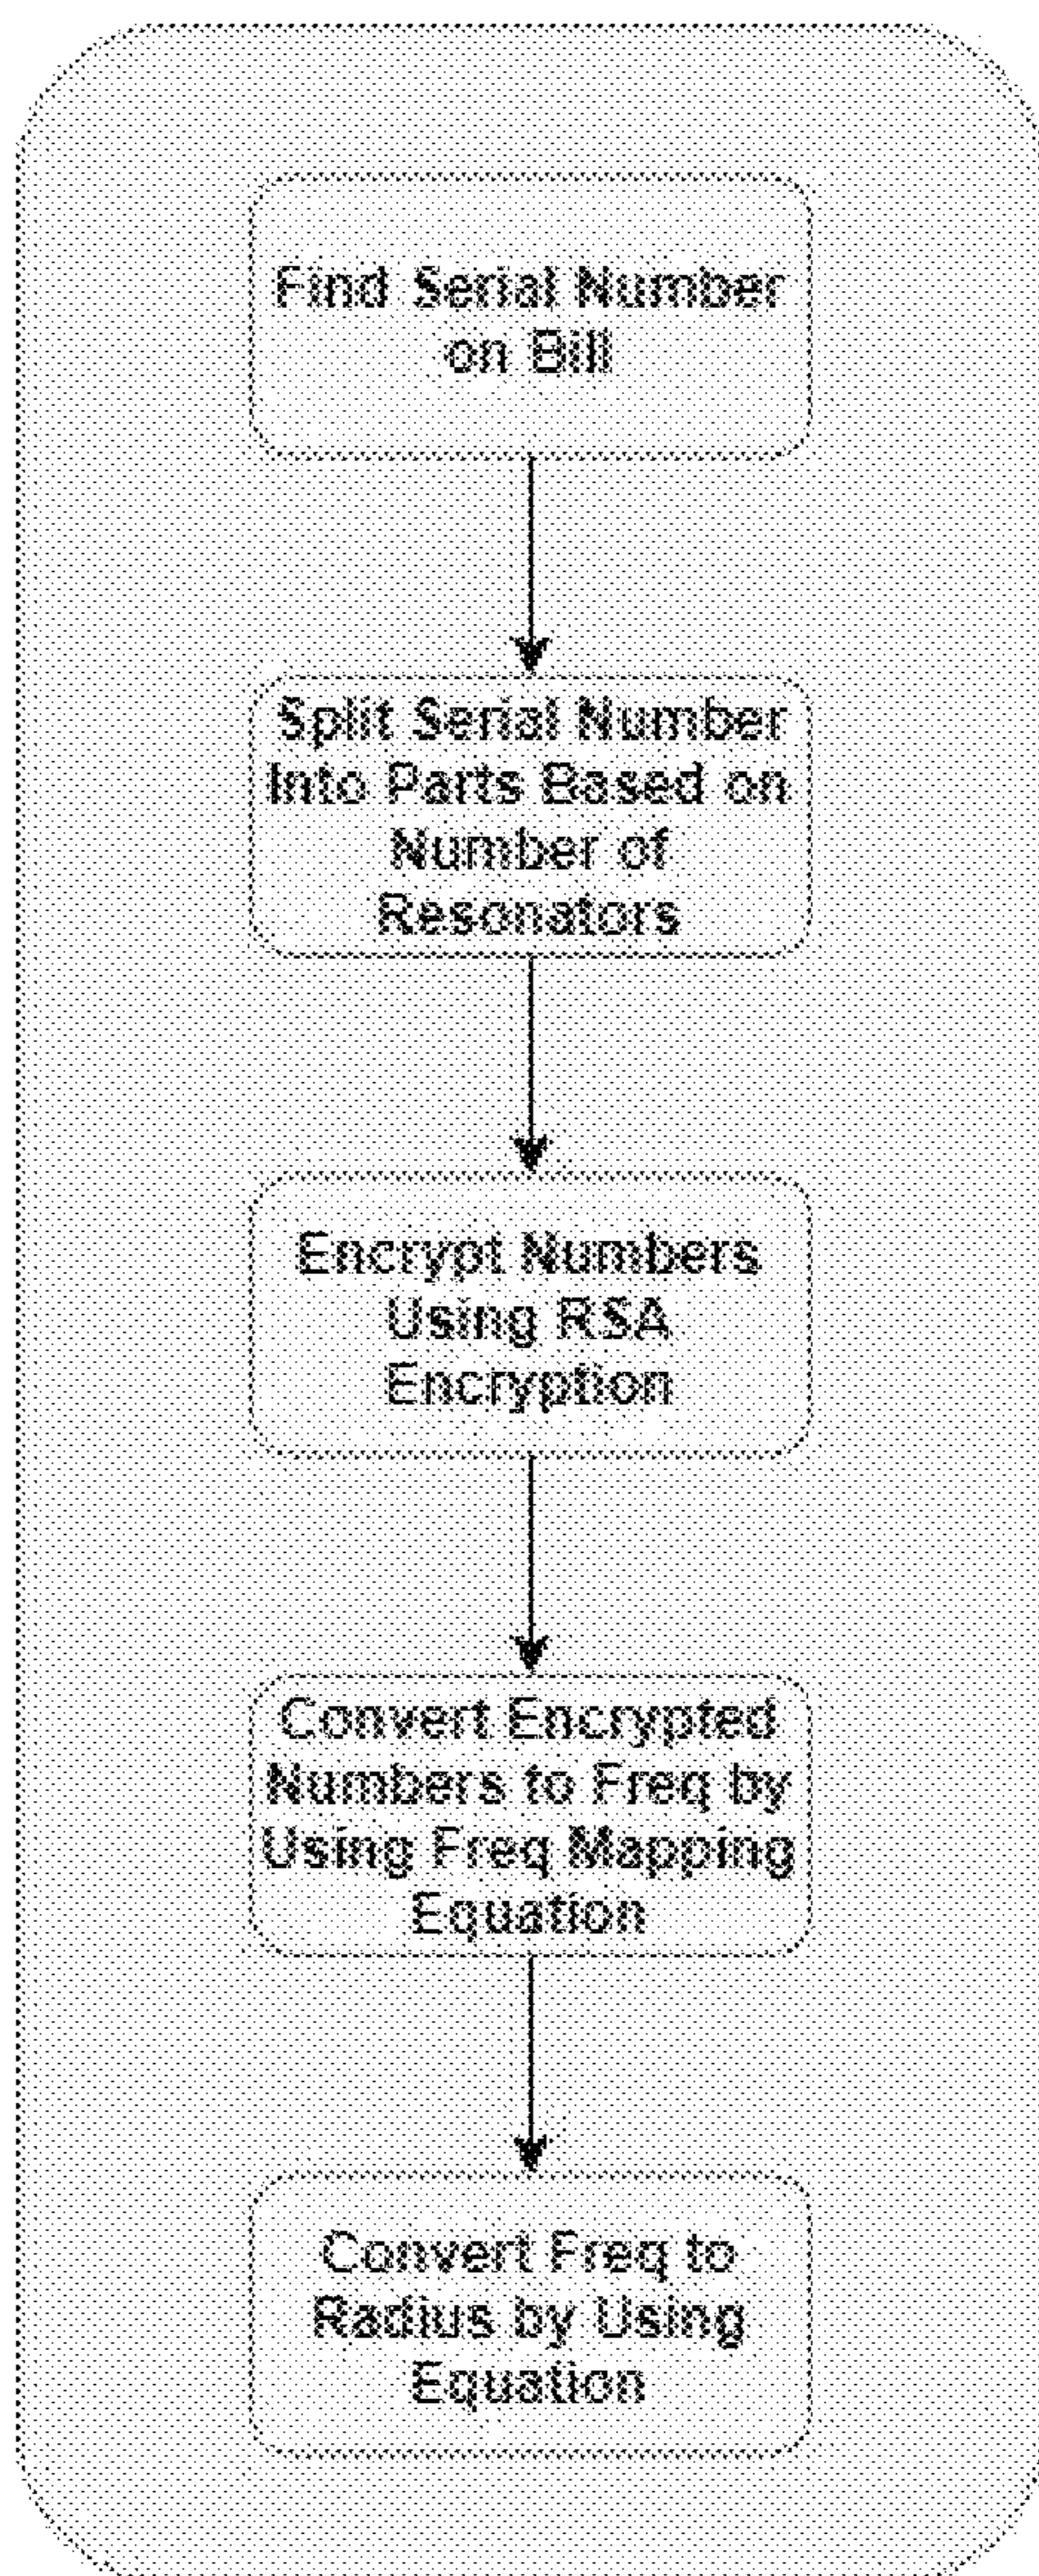 Find Serial Number
on Bill
Split Serial Number
Into Parts Based on
Number of
Resonators
Encrypt Numbers
Using RSA
Encryption
Convert Encrypted
Numbers to Freq by
Using Freq Mapping
Equation
Convert Freq to
Radius by Using
Equation